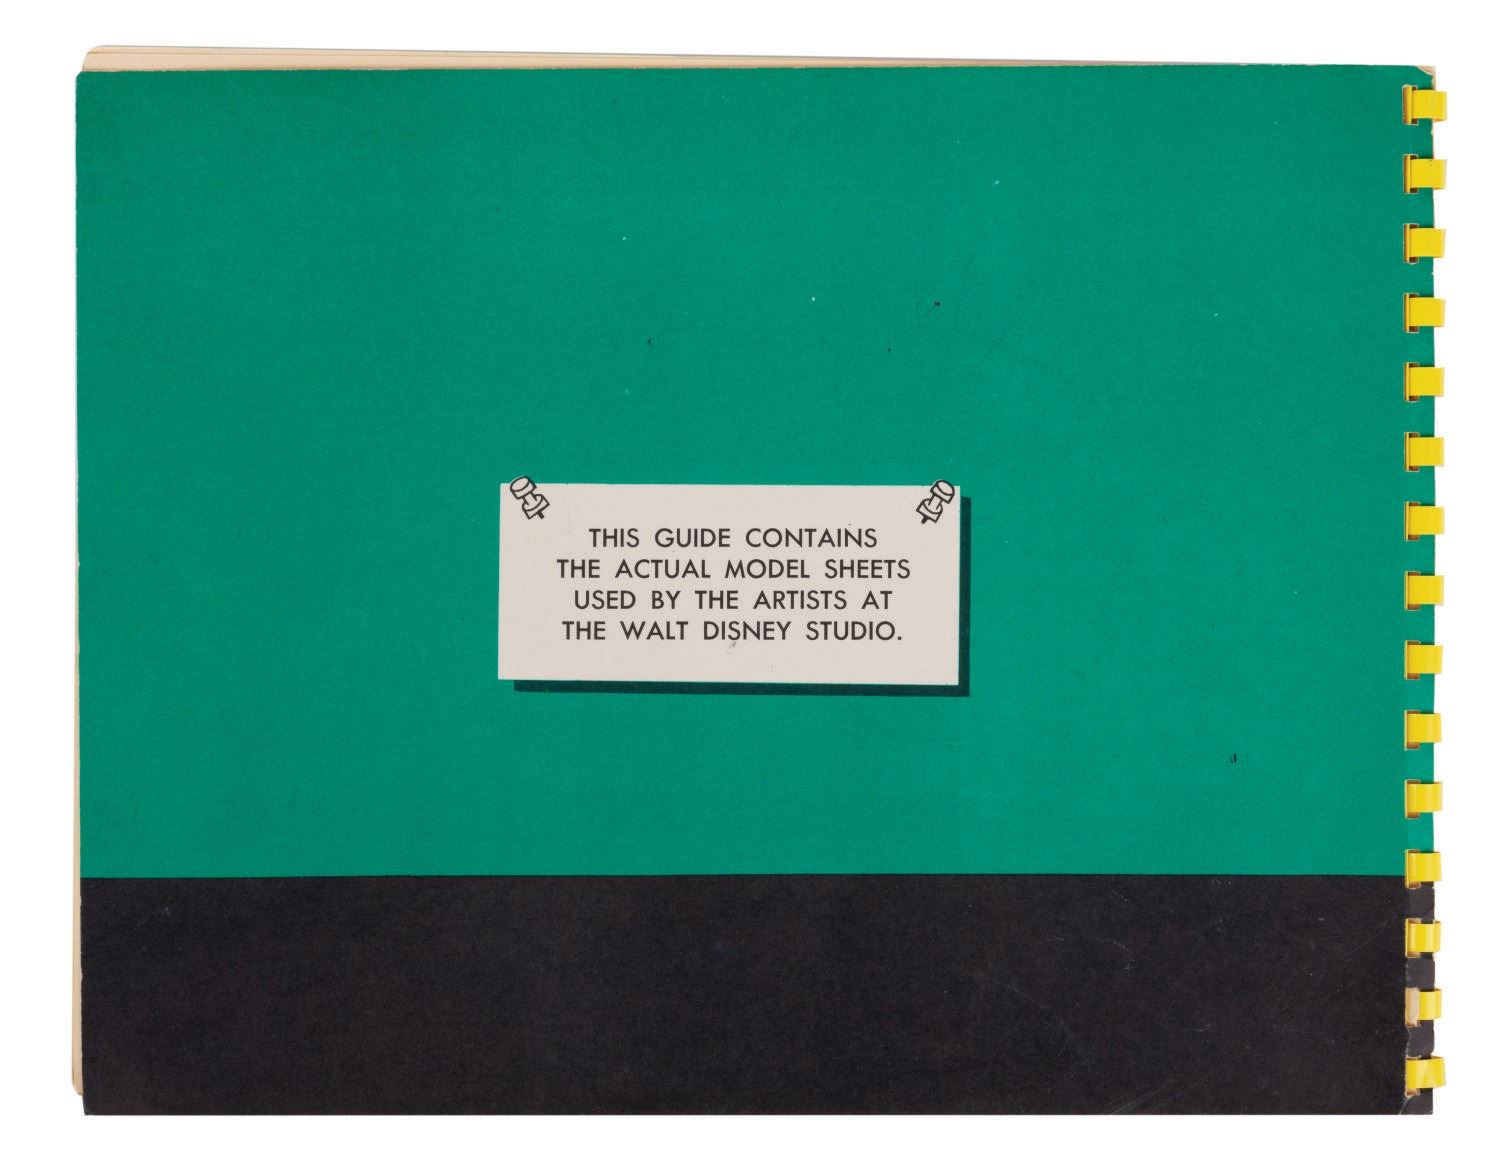 THIS GUIDE CONTAINS
THE ACTUAL MODEL SHEETS
USED BY THE ARTISTS AT
THE WALT DISNEY STUDIO.